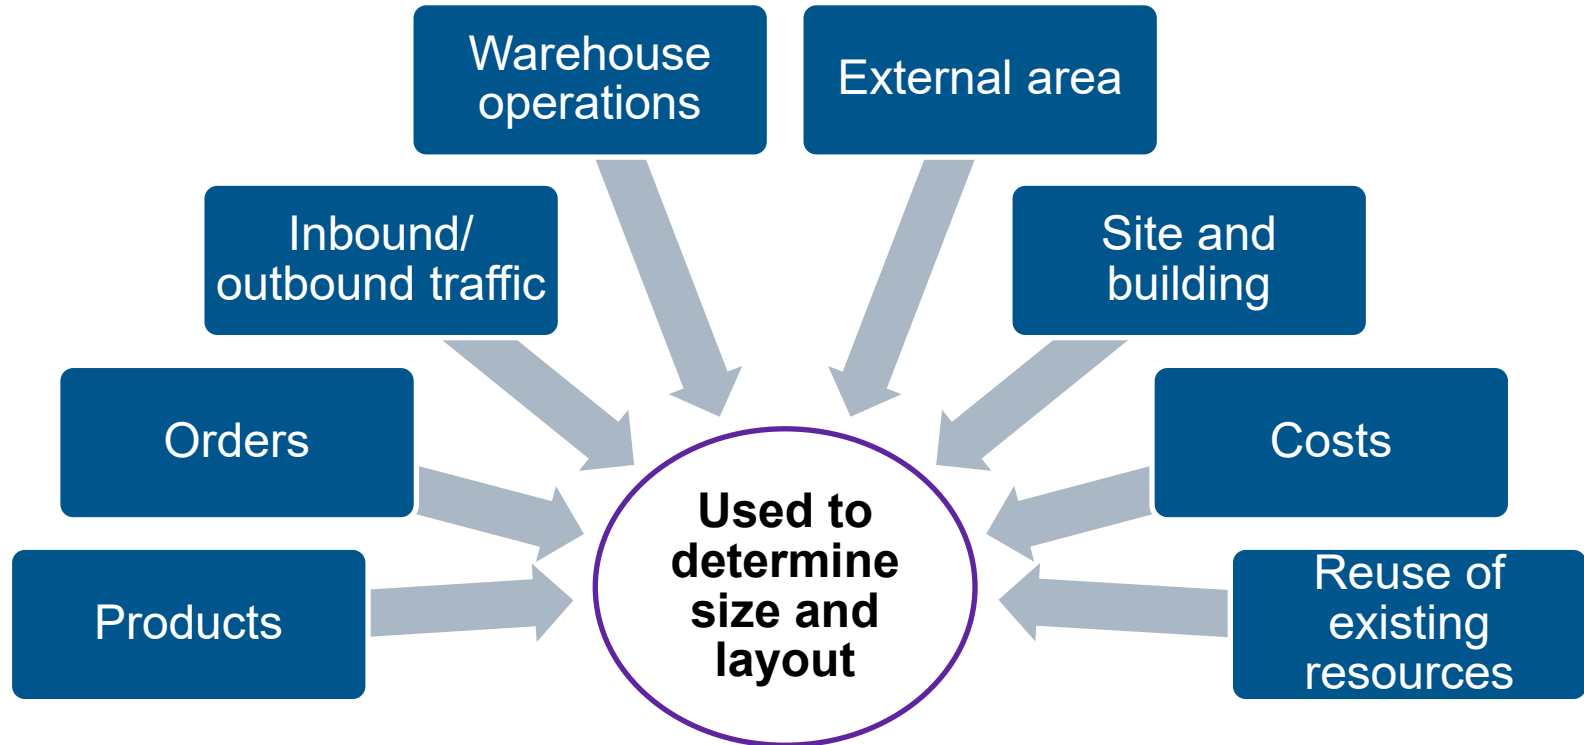 Warehouse
operations
External area
Inbound/
outbound traffic
Site and
building
Orders
Costs
Products
Used to
determine
size and
layout
Reuse of
existing
resources